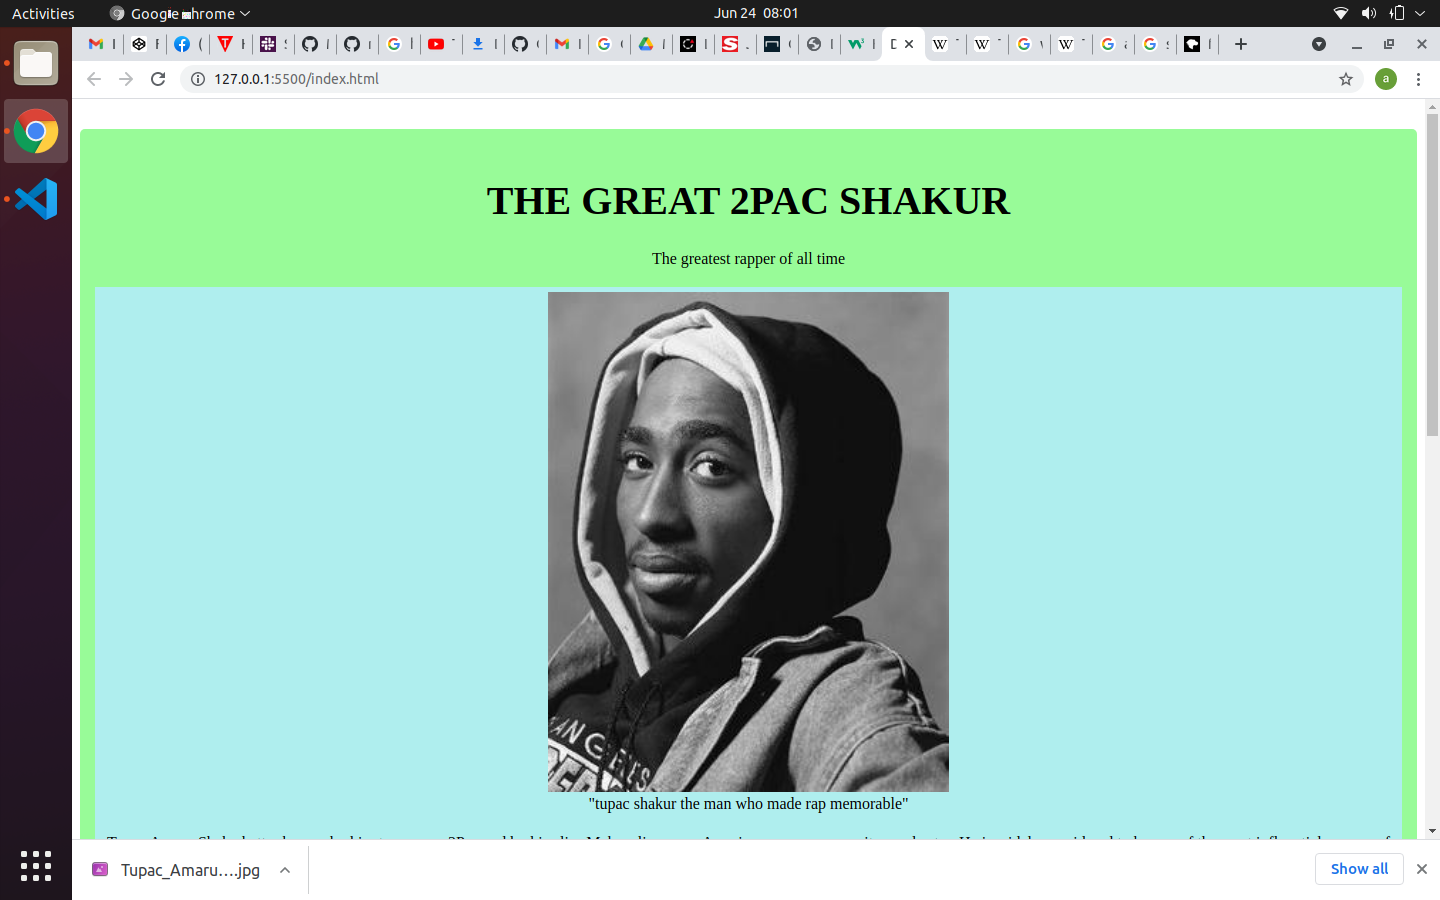 Activities
Google Chrome
Jun 24 08:01
127.0.0.1:5500/index.html
a
THE GREAT 2PAC SHAKUR
The greatest rapper of all time
"tupac shakur the man who made rap memorable"
Tupac_Amaru....jpg
Show all